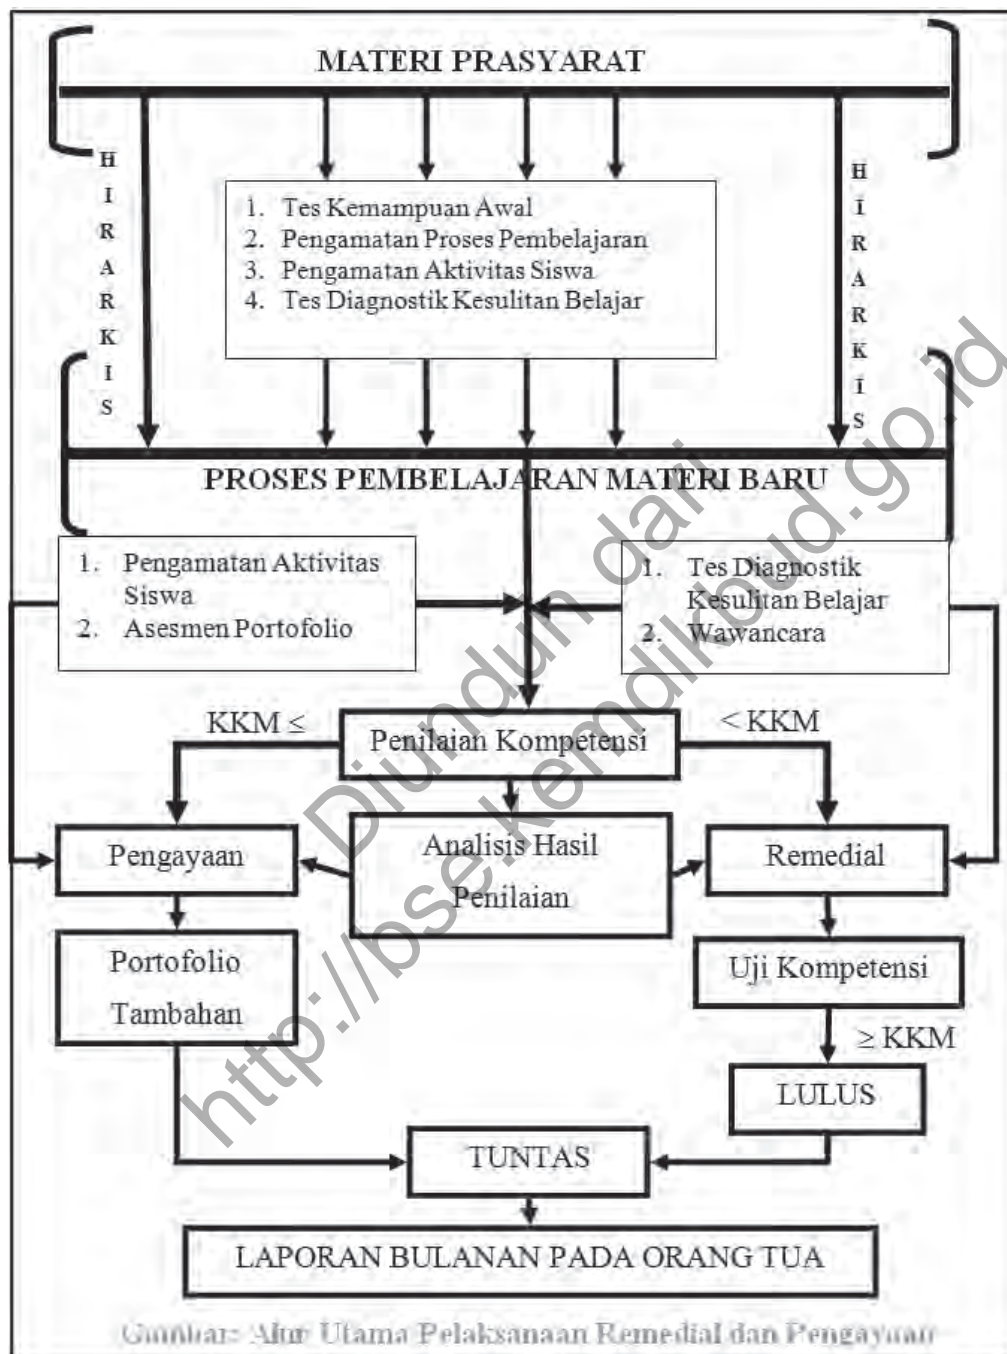 MATERI PRASYARAT
H I R A R K I S
H I R A R K I S
1. Tes Kemampuan Awal
2. Pengamatan Proses Pembelajaran
3. Pengamatan Aktivitas Siswa
4. Tes Diagnostik Kesulitan Belajar
PROSES PEMBELAJARAN MATERI BARU
1. Pengamatan Aktivitas
Siswa
2. Asesmen Portofolio
1. Tes Diagnostik
Kesulitan Belajar
2. Wawancara
KKM ≤
Penilaian Kompetensi
< KKM
Pengayaan
Analisis Hasil
Penilaian
Remedial
Portofolio
Tambahan
Uji Kompetensi
≥ KKM
LULUS
TUNTAS
LAPORAN BULANAN PADA ORANG TUA
Gambar: Alur Utama Pelaksanaan Remedial dan Pengayaan
Diunduh dari
http://bse.kemdikbud.go.id